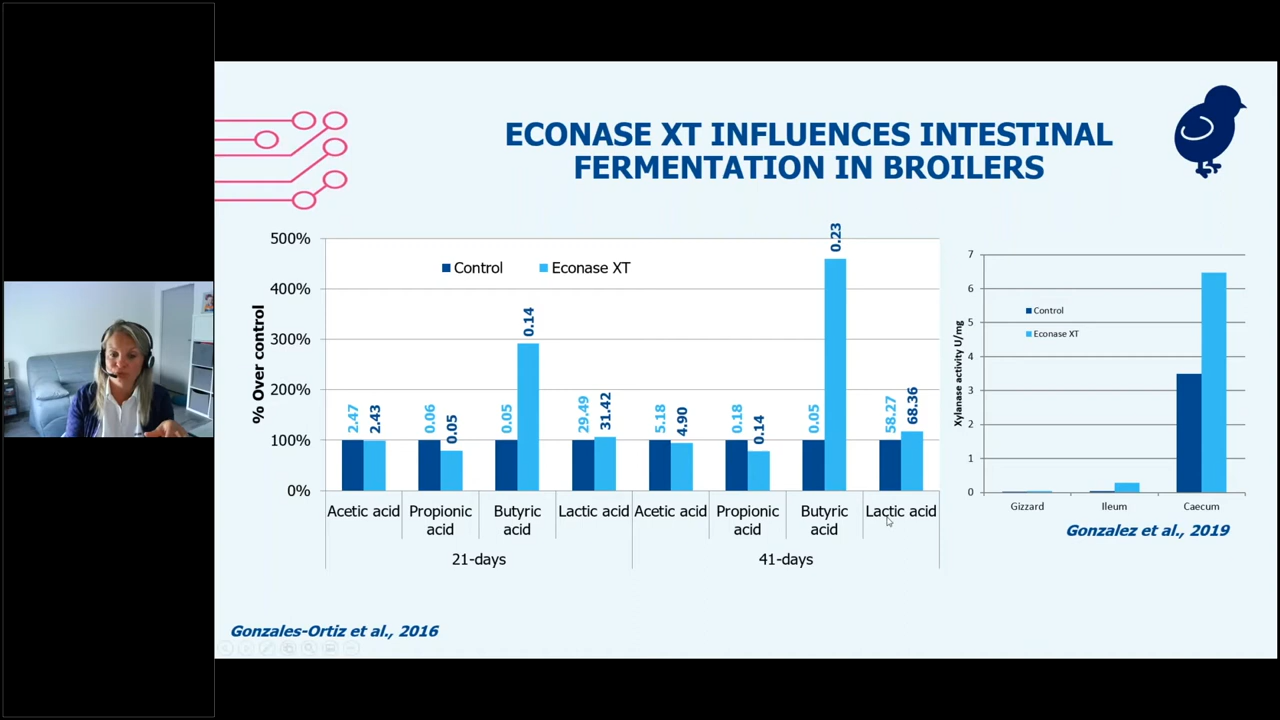 ECONASE XT INFLUENCES INTESTINAL
FERMENTATION IN BROILERS
% Over control
500%
400%
300%
200%
100%
0%
Control
Econase XT
2.47
2.43
0.06
0.05
0.05
0.14
29.49
31.42
5.18
4.90
0.18
0.14
0.05
0.23
58.27
68.36
Acetic acid
Propionic
acid
Butyric
acid
Lactic acid
Acetic acid
Propionic
acid
Butyric
acid
Lactic acid
21-days
41-days
Xylanase activity U/mg
7
6
5
4
3
2
1
0
Control
Econase XT
Gizzard
Ileum
Caecum
Gonzalez et al., 2019
Gonzales-Ortiz et al., 2016